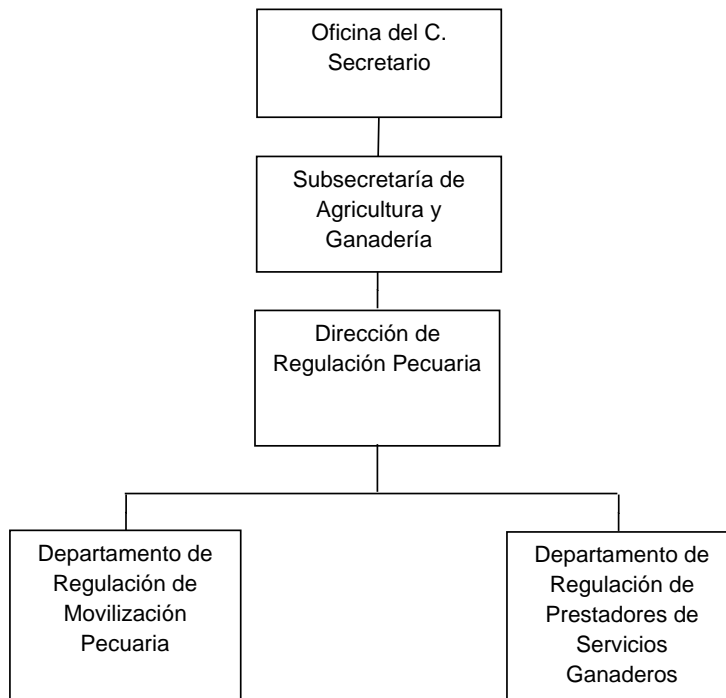 Oficina del C.
Secretario
Subsecretaría de
Agricultura y
Ganadería
Dirección de
Regulación Pecuaria
Departamento de
Regulación de
Movilización
Pecuaria
Departamento de
Regulación de
Prestadores de
Servicios
Ganaderos